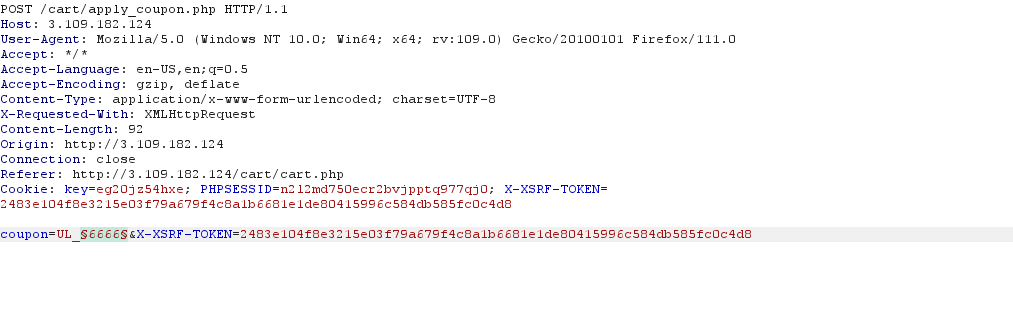 POST /cart/apply_coupon.php HTTP/1.1
Host: 3.109.182.124
User-Agent: Mozilla/5.0 (Windows NT 10.0; Win64; x64; rv:109.0) Gecko/20100101 Firefox/111.0
Accept: */*
Accept-Language: en-US,en;q=0.5
Accept-Encoding: gzip, deflate
Content-Type: application/x-www-form-urlencoded; charset=UTF-8
X-Requested-With: XMLHttpRequest
Content-Length: 92
Origin: http://3.109.182.124
Connection: close
Referer: http://3.109.182.124/cart/cart.php
Cookie: key=eg20jz54hxe; PHPSESSID=n2l2md750ecr2bvjpptq977qj0; X-XSRF-TOKEN=
2483e104f8e3215e03f79a679f4c8a1b6681e1de80415996c584db585fc0c4d8
coupon=UL_§6666§&X-XSRF-TOKEN=2483e104f8e3215e03f79a679f4c8a1b6681e1de80415996c584db585fc0c4d8